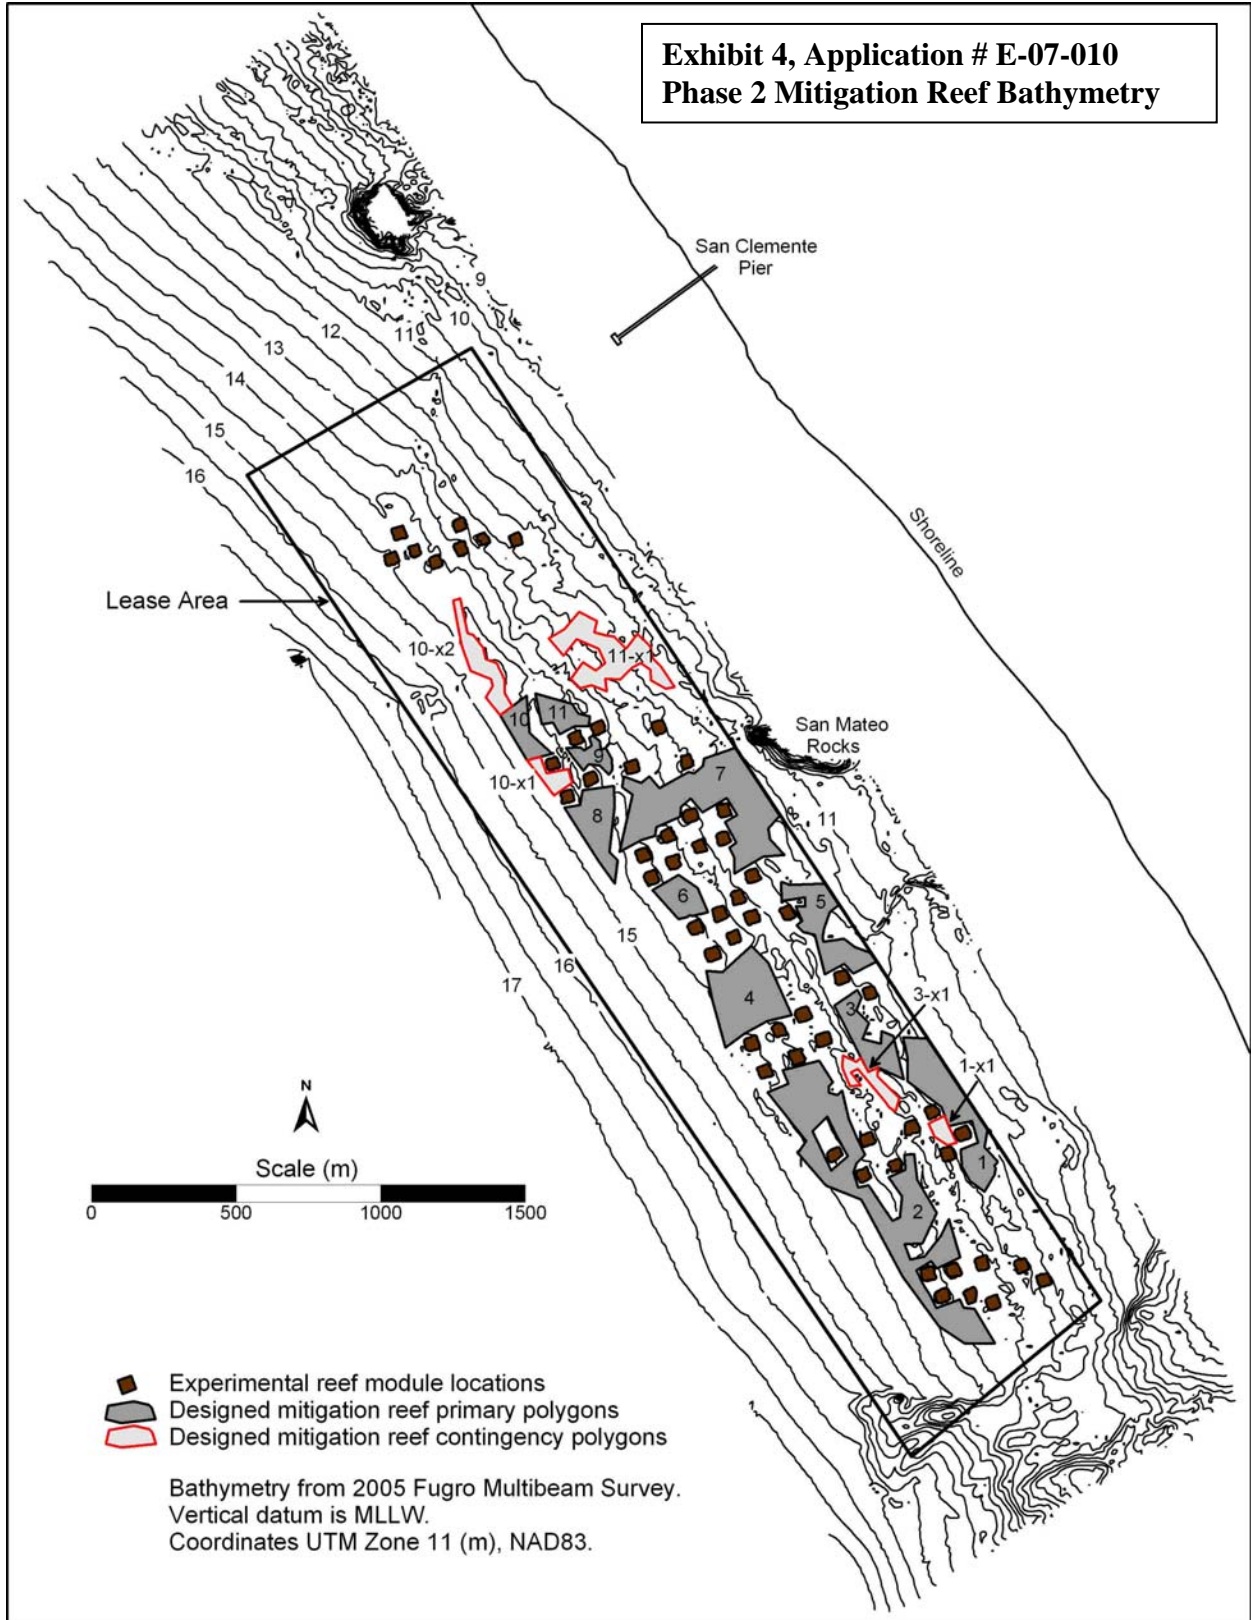 Exhibit 4, Application # E-07-010
Phase 2 Mitigation Reef Bathymetry
San Clemente
Pier
9
10
11
12
13
14
15
16
Shoreline
Lease Area
10-x2
11-x1
11
10
San Mateo
Rocks
9
7
10-x1
8
11
6
5
15
16
17
4
3-x1
3
1-x1
1
2
N
Scale (m)
0 500 1000 1500
Experimental reef module locations
Designed mitigation reef primary polygons
Designed mitigation reef contingency polygons
Bathymetry from 2005 Fugro Multibeam Survey.
Vertical datum is MLLW.
Coordinates UTM Zone 11 (m), NAD83.